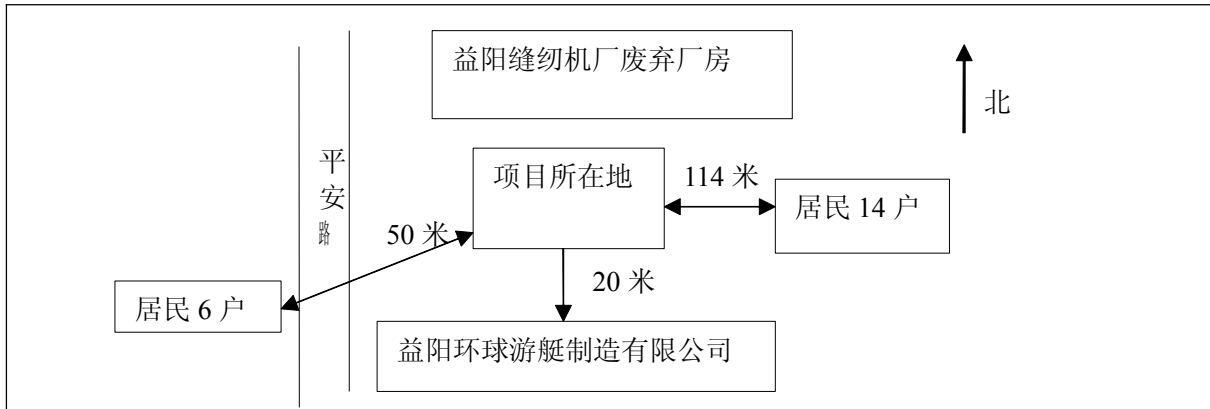 益阳缝纫机厂废弃厂房
北
平安路
项目所在地
114 米
居民 14 户
50 米
20 米
居民 6 户
益阳环球游艇制造有限公司